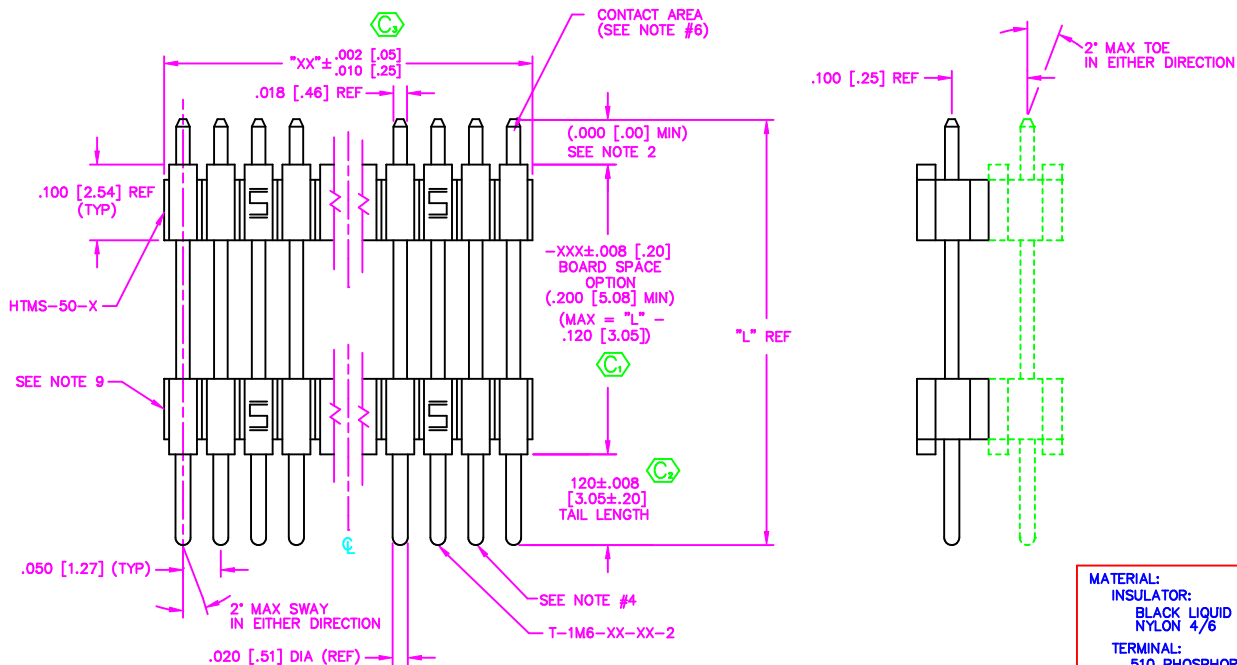 C3
"XX"±.002 [.05]
.010 [.25]
.018 [.46] REF
CONTACT AREA
(SEE NOTE #6)
2° MAX TOE
IN EITHER DIRECTION
.100 [.25] REF
(.000 [.00] MIN)
SEE NOTE 2
.100 [2.54] REF
(TYP)
S
S
-XXX±.008 [.20]
BOARD SPACE
OPTION
(.200 [5.08] MIN)
(MAX = "L" -
.120 [3.05])
HTMS-50-X
"L" REF
C1
SEE NOTE 9
S
S
C2
120±.008
[3.05±.20]
TAIL LENGTH
CL
.050 [1.27] (TYP)
2° MAX SWAY
IN EITHER DIRECTION
SEE NOTE #4
T-1M6-XX-XX-2
.020 [.51] DIA (REF)
MATERIAL:
INSULATOR:
BLACK LIQUID
NYLON 4/6
TERMINAL:
510 PHOSPHOR